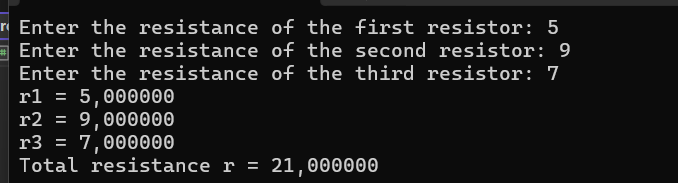 Enter the resistance of the first resistor: 5
Enter the resistance of the second resistor: 9
Enter the resistance of the third resistor: 7
r1 = 5,000000
r2 = 9,000000
r3 = 7,000000
Total resistance r = 21,000000